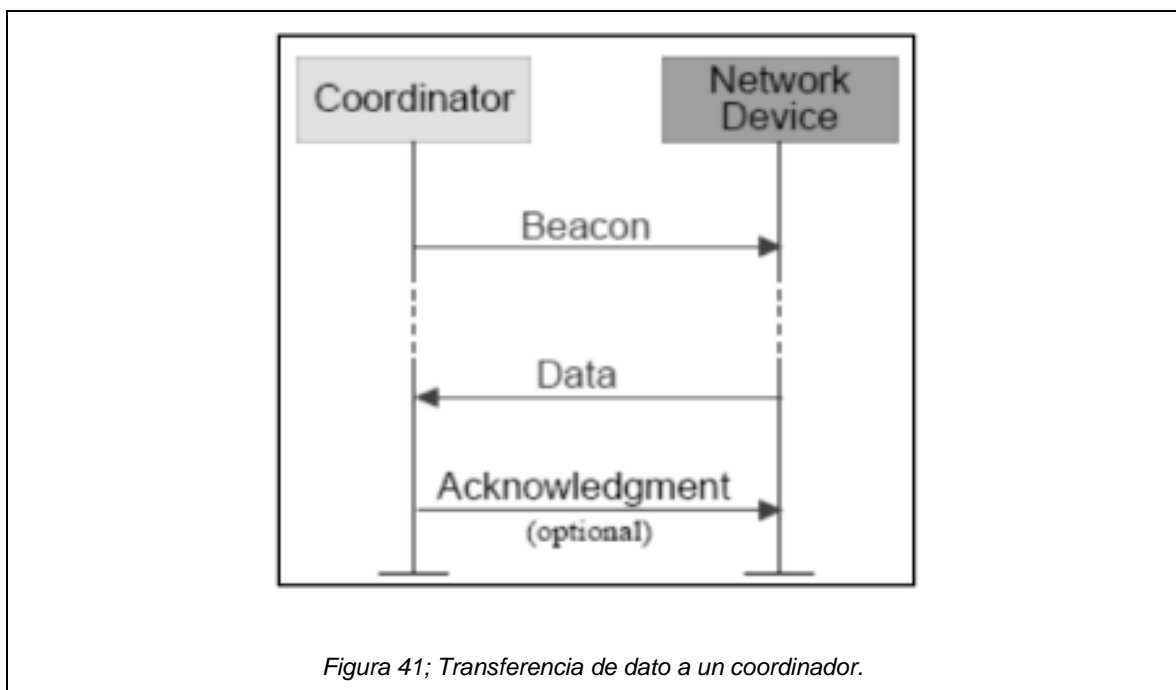 Coordinator
Network
Device
Beacon
Data
Acknowledgment
(optional)
Figura 41; Transferencia de dato a un coordinador.